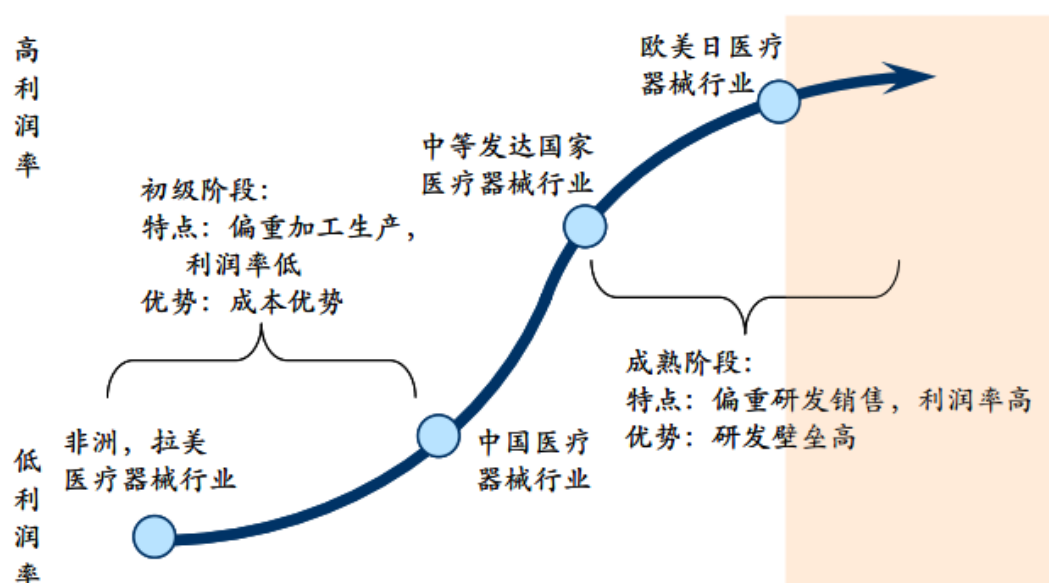 高利润率
欧美日医疗
器械行业
中等发达国家
医疗器械行业
初级阶段：
特点：偏重加工生产，
利润率低
优势：成本优势
成熟阶段：
特点：偏重研发销售，利润率高
优势：研发壁垒高
非洲，拉美
医疗器械行业
中国医疗
器械行业
低利润率